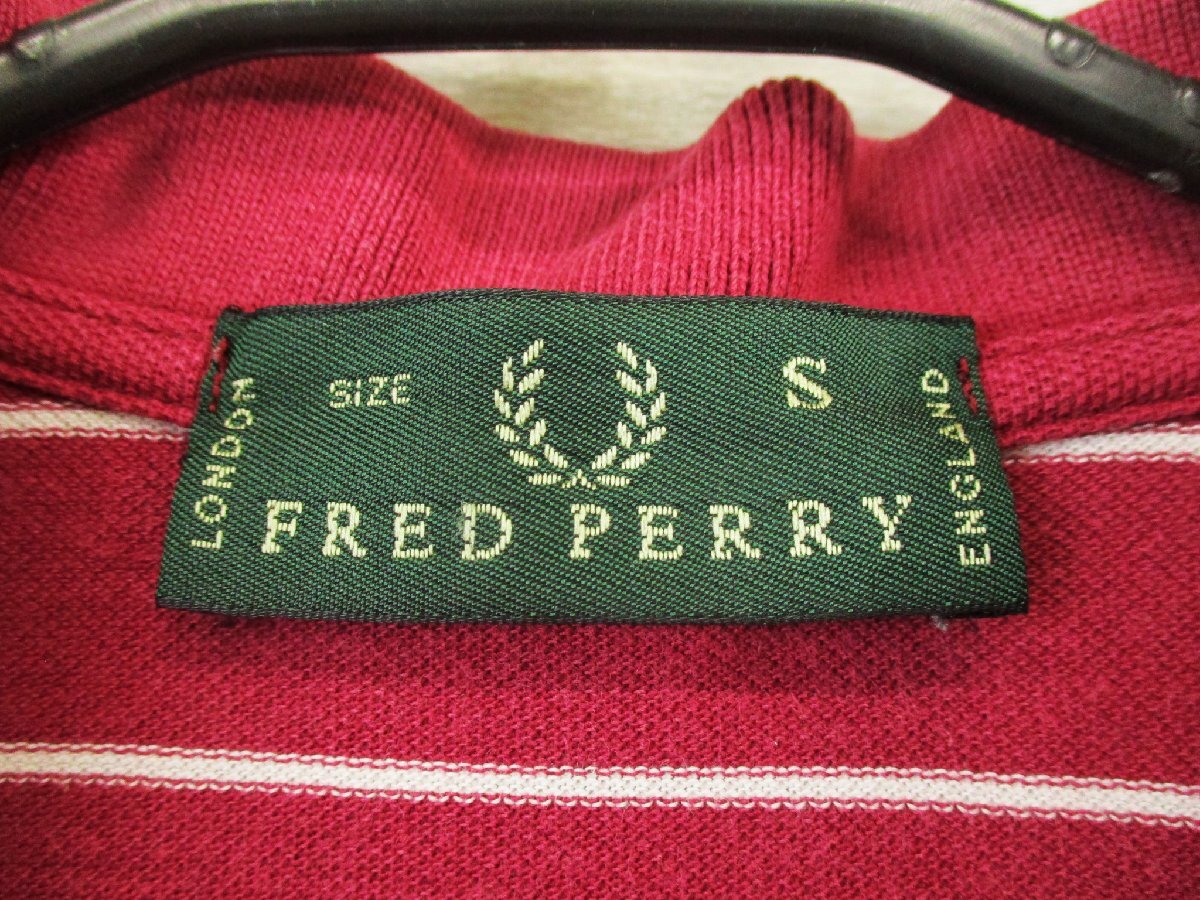 SIZE S
LONDON
FRED PERRY
ENGLAND